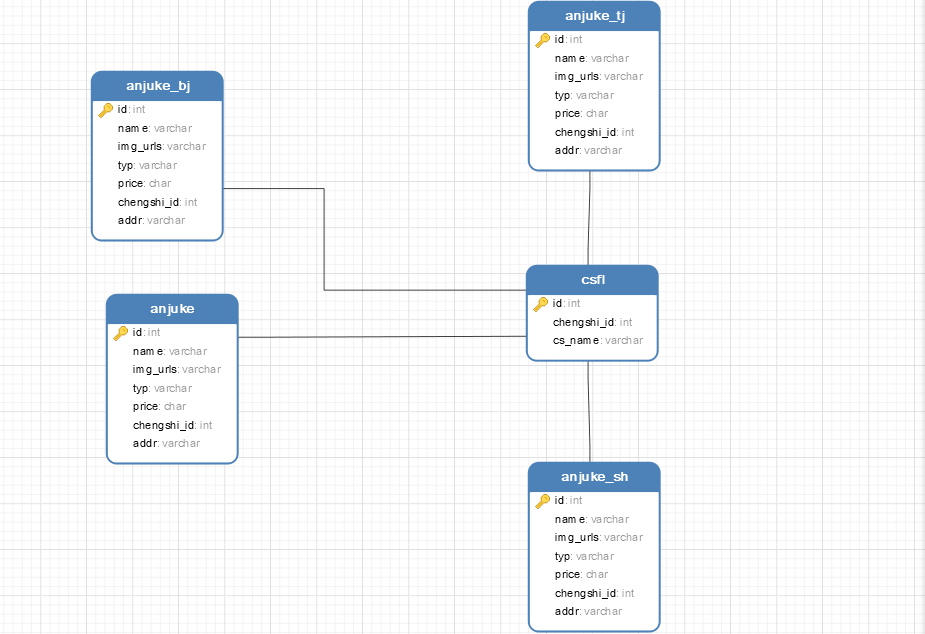 anjuke_tj
id: int
name: varchar
img_urls: varchar
typ: varchar
price: char
chengshi_id: int
addr: varchar
anjuke_bj
id: int
name: varchar
img_urls: varchar
typ: varchar
price: char
chengshi_id: int
addr: varchar
csfl
id: int
chengshi_id: int
cs_name: varchar
anjuke
id: int
name: varchar
img_urls: varchar
typ: varchar
price: char
chengshi_id: int
addr: varchar
anjuke_sh
id: int
name: varchar
img_urls: varchar
typ: varchar
price: char
chengshi_id: int
addr: varchar